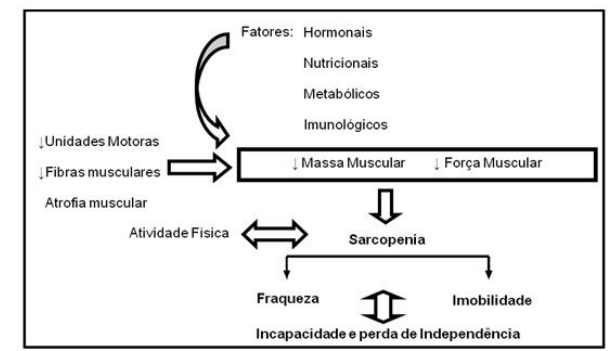 Fatores: Hormonais
Nutricionais
Metabólicos
Imunológicos
↓Unidades Motoras
↓Fibras musculares
Atrofia muscular
↓ Massa Muscular ↓ Força Muscular
Atividade Fisica
Sarcopenia
Fraqueza
Imobilidade
Incapacidade e perda de Independência